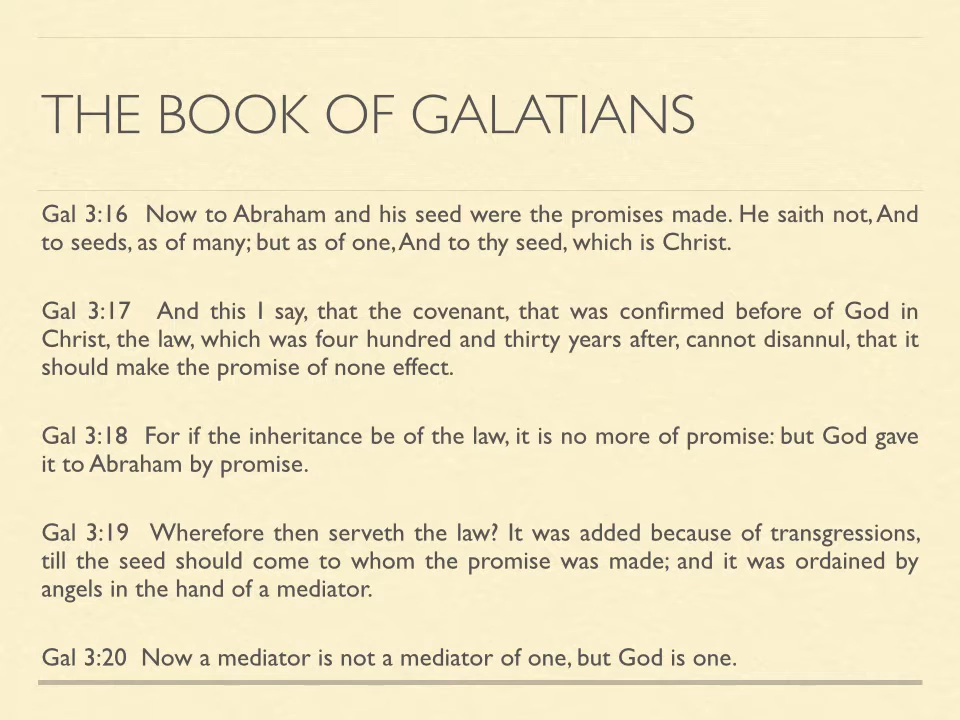 THE BOOK OF GALATIANS
Gal 3:16 Now to Abraham and his seed were the promises made. He saith not, And
to seeds, as of many; but as of one, And to thy seed, which is Christ.
Gal 3:17 And this I say, that the covenant, that was confirmed before of God in
Christ, the law, which was four hundred and thirty years after, cannot disannul, that it
should make the promise of none effect.
Gal 3:18 For if the inheritance be of the law, it is no more of promise: but God gave
it to Abraham by promise.
Gal 3:19 Wherefore then serveth the law? It was added because of transgressions,
till the seed should come to whom the promise was made; and it was ordained by
angels in the hand of a mediator.
Gal 3:20 Now a mediator is not a mediator of one, but God is one.